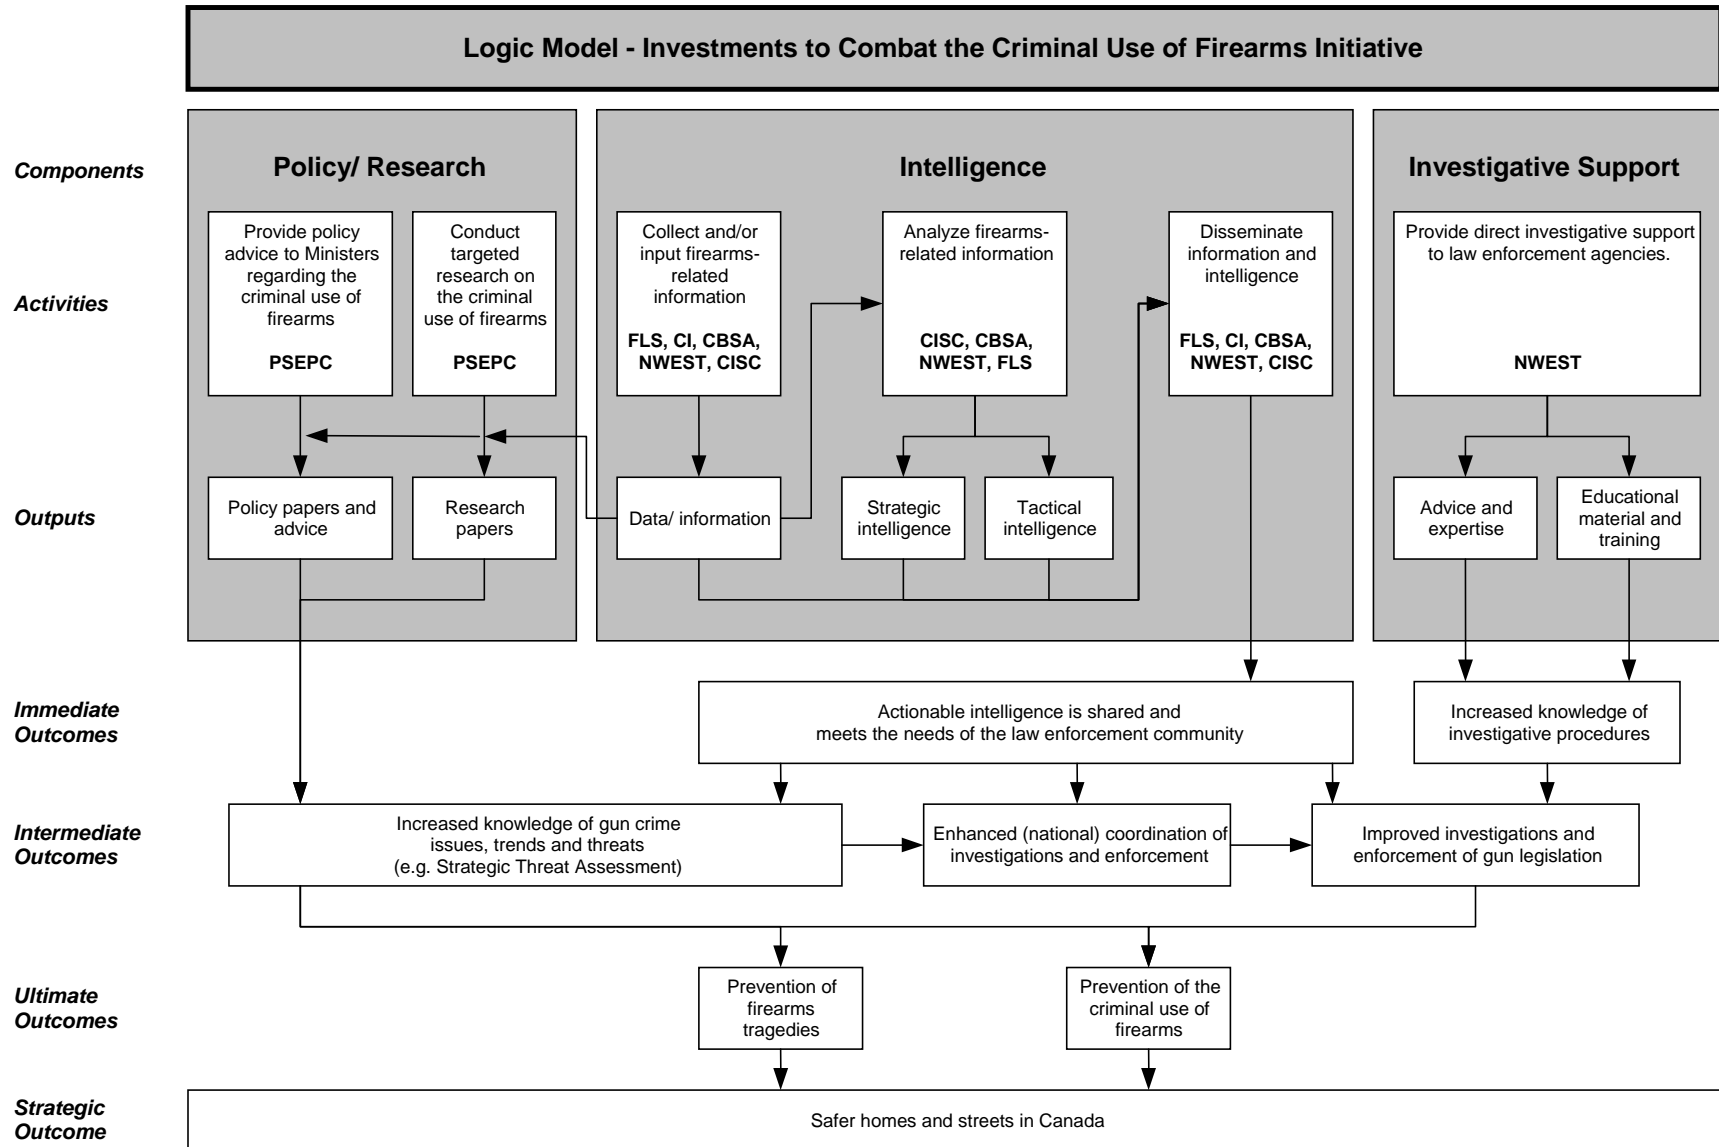 Logic Model - Investments to Combat the Criminal Use of Firearms Initiative
Components
Policy/ Research
Intelligence
Investigative Support
Activities
Provide policy
advice to Ministers
regarding the
criminal use of
firearms
PSEPC
Conduct
targeted
research on
the criminal
use of firearms
PSEPC
Collect and/or
input firearms-
related
information
FLS, CI, CBSA,
NWEST, CISC
Analyze firearms-
related information
CISC, CBSA,
NWEST, FLS
Disseminate
information and
intelligence
FLS, CI, CBSA,
NWEST, CISC
Provide direct investigative support
to law enforcement agencies.
NWEST
Outputs
Policy papers and
advice
Research
papers
Data/ information
Strategic
intelligence
Tactical
intelligence
Advice and
expertise
Educational
material and
training
Immediate
Outcomes
Actionable intelligence is shared and
meets the needs of the law enforcement community
Increased knowledge of
investigative procedures
Intermediate
Outcomes
Increased knowledge of gun crime
issues, trends and threats
(e.g. Strategic Threat Assessment)
Enhanced (national) coordination of
investigations and enforcement
Improved investigations and
enforcement of gun legislation
Ultimate
Outcomes
Prevention of
firearms
tragedies
Prevention of the
criminal use of
firearms
Strategic
Outcome
Safer homes and streets in Canada